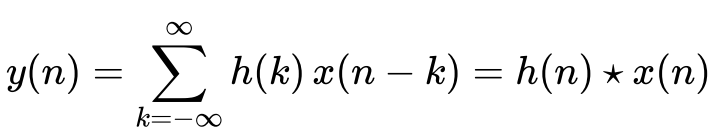 y(n) = ∑_{k=-∞}^{∞} h(k) x(n − k) = h(n) ⋆ x(n)